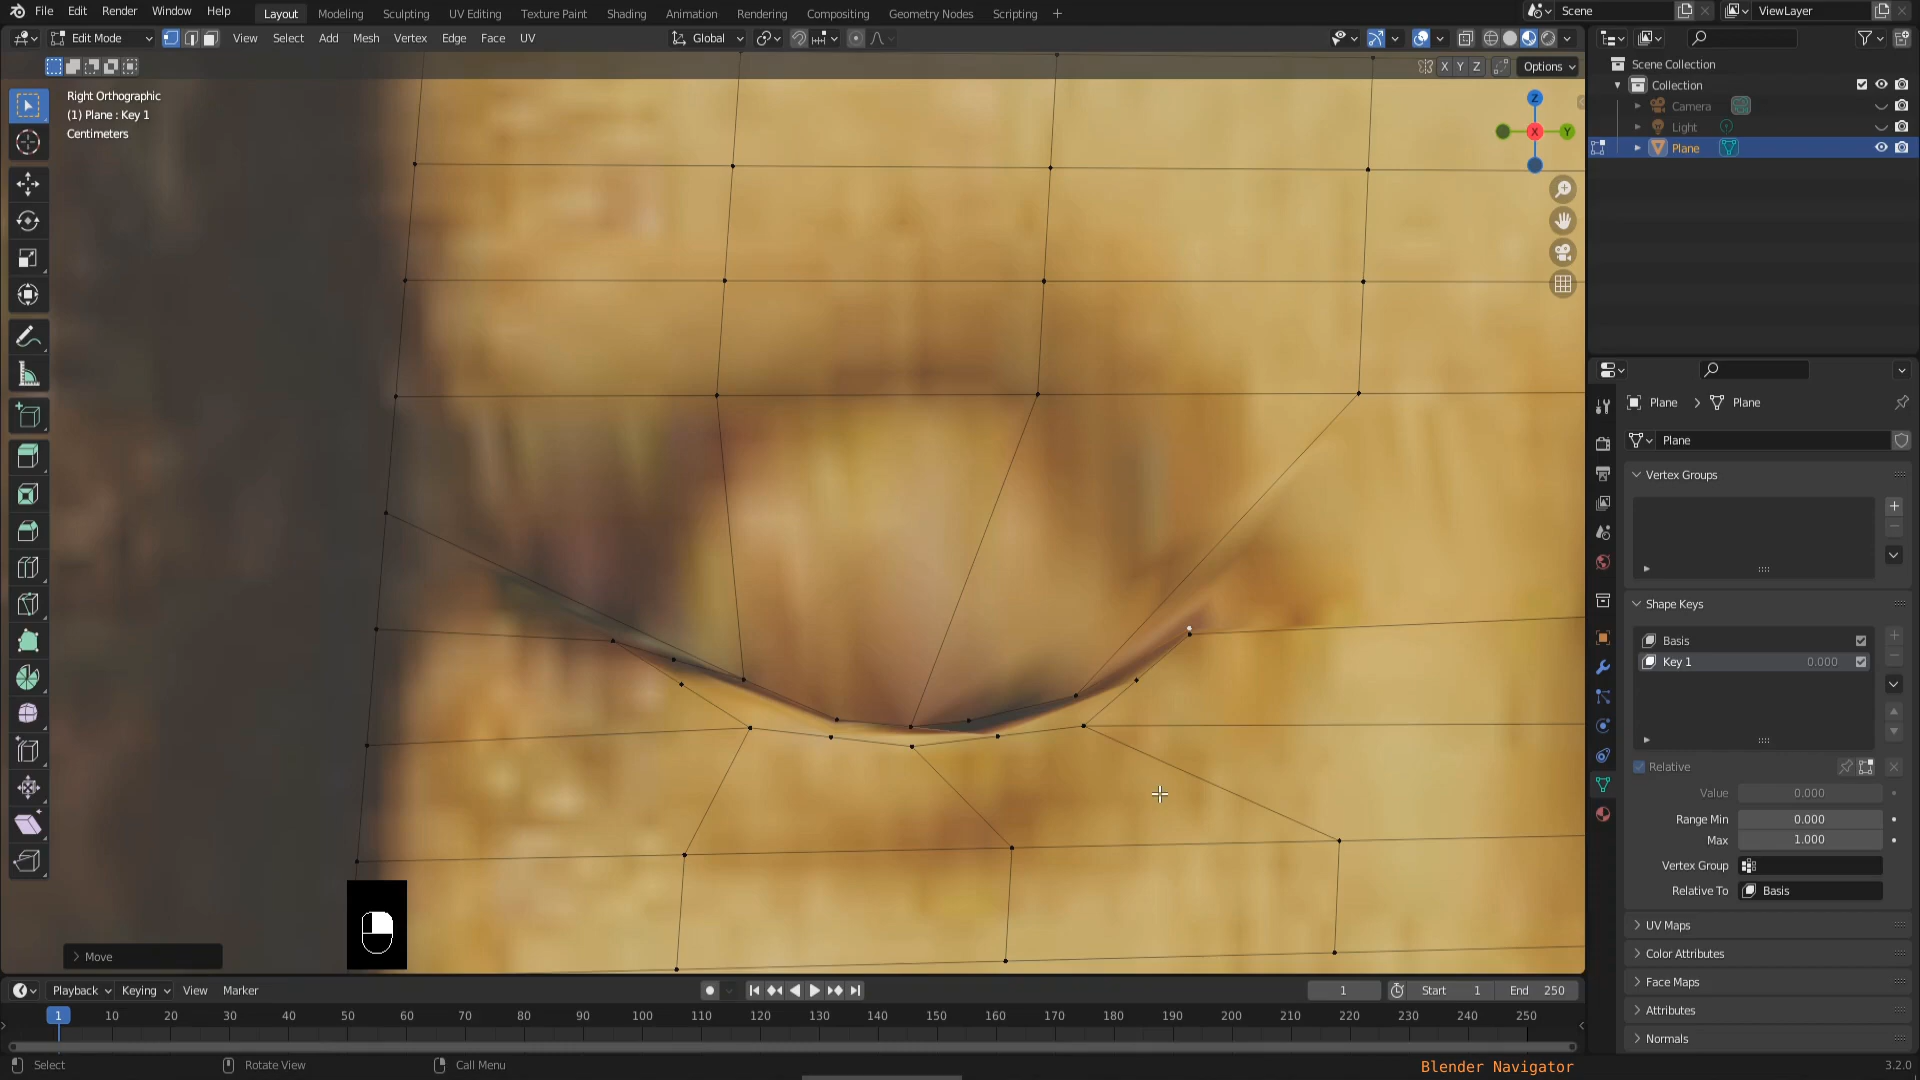 File Edit Render Window Help Layout Modeling Sculpting UV Editing Texture Paint Shading Animation Rendering Compositing Geometry Nodes Scripting + Scene ViewLayer
Edit Mode View Select Add Mesh Vertex Edge Face UV Global
X Y Z Options
Right Orthographic
(1) Plane : Key 1
Centimeters
Z
X
Y
Scene Collection
Collection
Camera
Light
Plane
Plane > Plane
Plane
Vertex Groups
Shape Keys
Basis
Key 1 0.000
Relative
Value 0.000
Range Min 0.000
Max 1.000
Vertex Group
Relative To Basis
UV Maps
Color Attributes
Face Maps
Attributes
Normals
Move
Playback Keying View Marker 1 Start 1 End 250
1 10 20 30 40 50 60 70 80 90 100 110 120 130 140 150 160 170 180 190 200 210 220 230 240 250
Select Rotate View Call Menu Blender Navigator 3.2.0